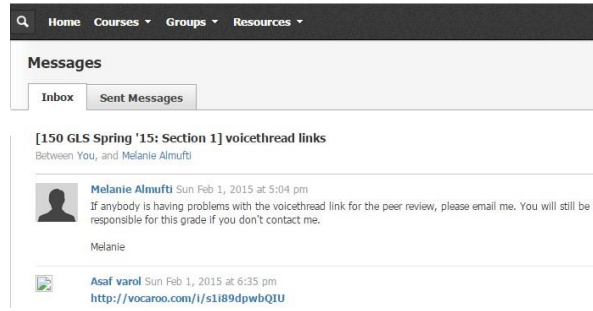 Home Courses Groups Resources
Messages
Inbox Sent Messages
[150 GLS Spring '15: Section 1] voicethread links
Between You, and Melanie Almufti
Melanie Almufti Sun Feb 1, 2015 at 5:04 pm
If anybody is having problems with the voicethread link for the peer review, please email me. You will still be
responsible for this grade if you don't contact me.
Melanie
Asaf varol Sun Feb 1, 2015 at 6:35 pm
http://vocaroo.com/i/s1i89dpwbQIU